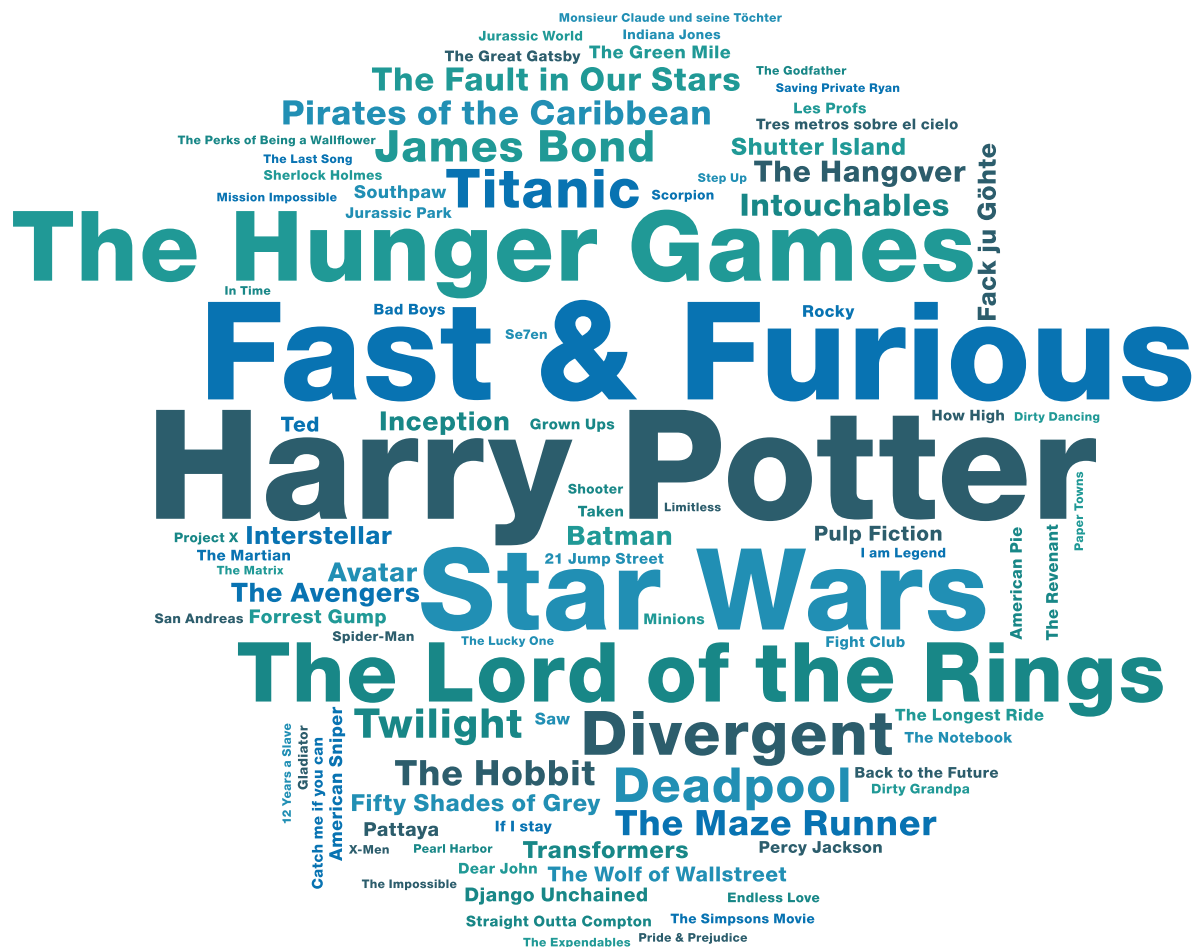 Monsieur Claude und seine Töchter
Jurassic World
Indiana Jones
The Great Gatsby
The Green Mile
The Fault in Our Stars
The Godfather
Saving Private Ryan
Pirates of the Caribbean
Les Profs
Tres metros sobre el cielo
The Perks of Being a Wallflower
James Bond
Shutter Island
The Last Song
Sherlock Holmes
Step Up
The Hangover
Mission Impossible
Southpaw
Titanic
Scorpion
Intouchables
Jurassic Park
Fack ju Göhte
The Hunger Games
In Time
Bad Boys
Se7en
Rocky
Fast & Furious
Ted
Inception
Grown Ups
How High
Dirty Dancing
Harry Potter
Shooter
Limitless
Taken
Paper Towns
Project X
Interstellar
Batman
Pulp Fiction
The Martian
21 Jump Street
I am Legend
The Matrix
Avatar
American Pie
The Revenant
The Avengers
Star Wars
San Andreas
Forrest Gump
Minions
Spider-Man
The Lucky One
Fight Club
The Lord of the Rings
Twilight
Saw
Divergent
The Longest Ride
The Notebook
12 Years a Slave
Gladiator
Catch me if you can
American Sniper
The Hobbit
Deadpool
Back to the Future
Dirty Grandpa
Fifty Shades of Grey
Pattaya
If I stay
The Maze Runner
X-Men
Pearl Harbor
Transformers
Percy Jackson
Dear John
The Wolf of Wallstreet
The Impossible
Django Unchained
Endless Love
Straight Outta Compton
The Simpsons Movie
The Expendables
Pride & Prejudice